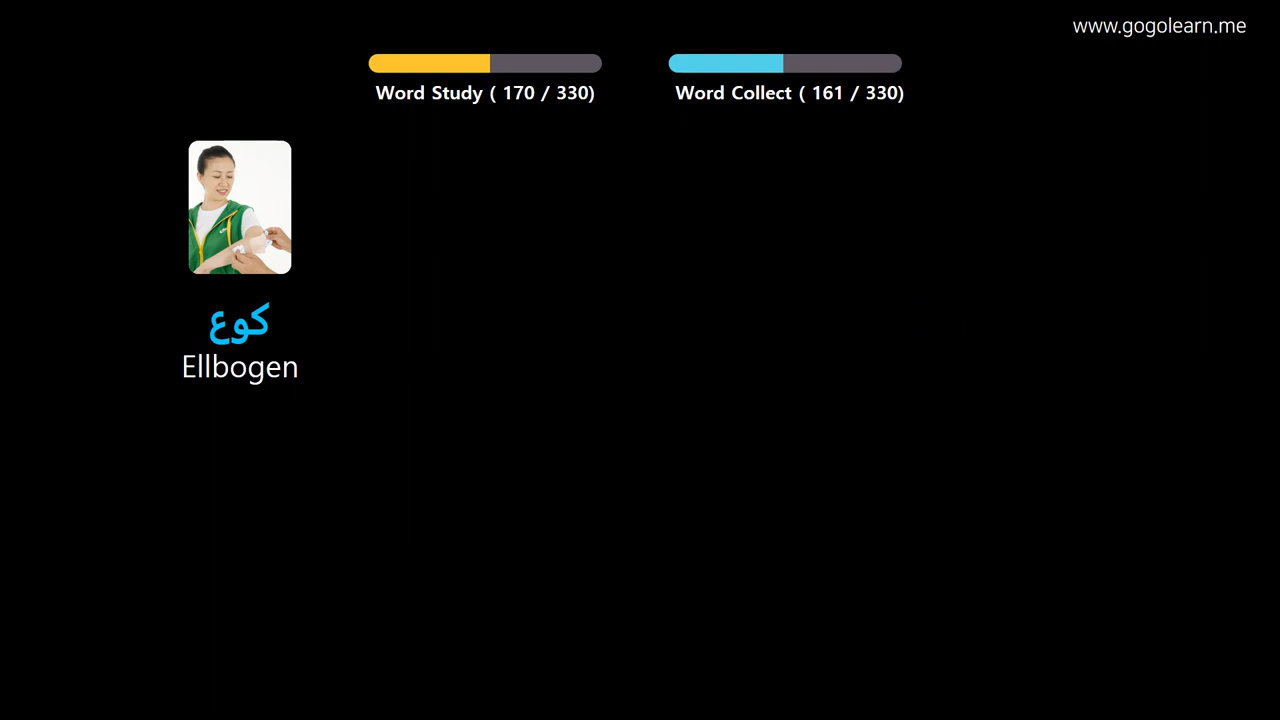 www.gogolearn.me
Word Study ( 170 / 330)
Word Collect ( 161 / 330)
كوع
Ellbogen